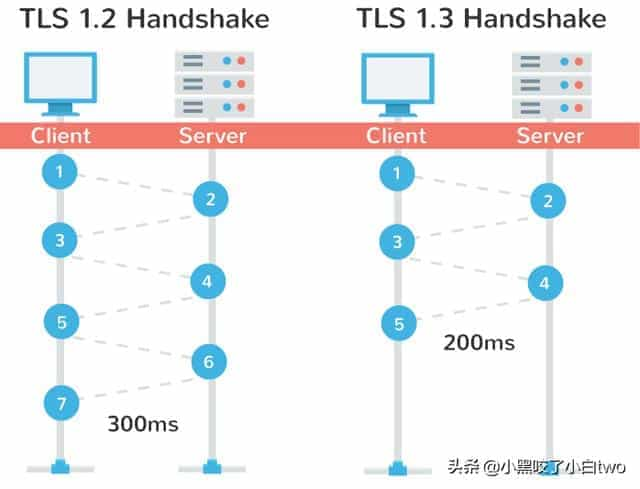 TLS 1.2 Handshake
TLS 1.3 Handshake
Client
Server
Client
Server
1
2
3
4
5
6
7
300ms
1
2
3
4
5
200ms
头条 @小黑咬了小白two